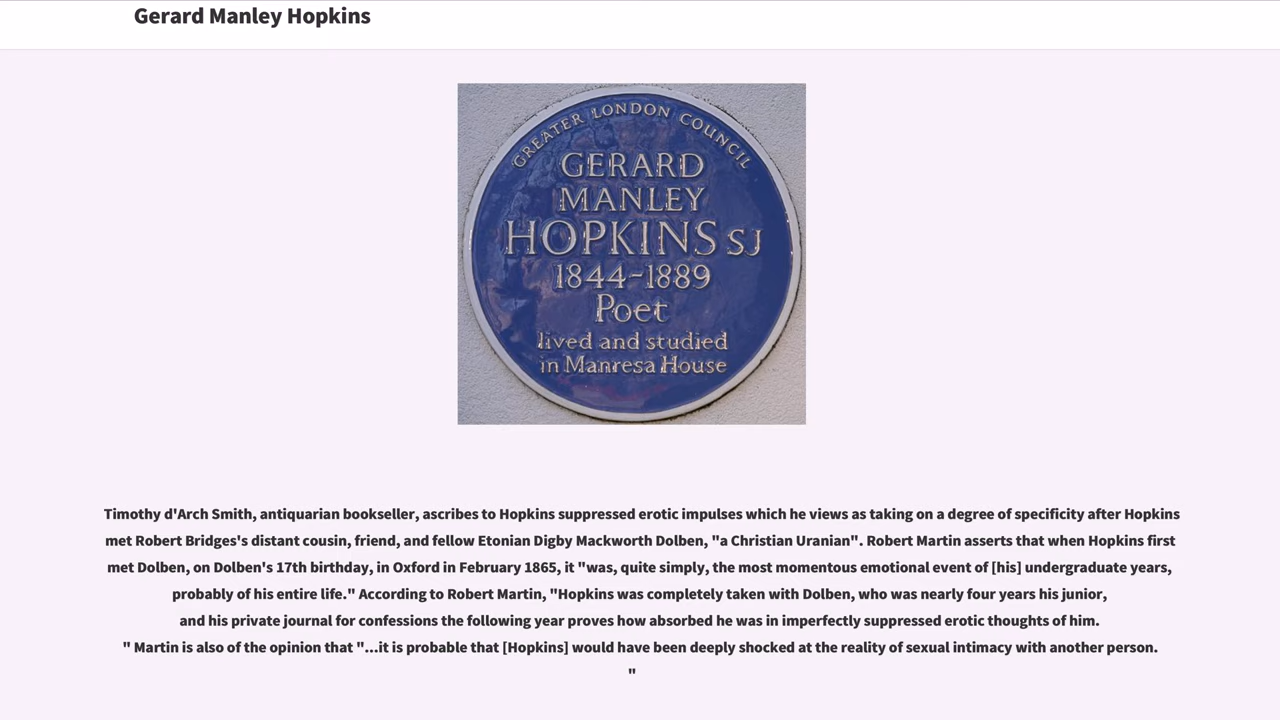 Gerard Manley Hopkins
GREATER LONDON COUNCIL
GERARD
MANLEY
HOPKINS SJ
1844-1889
Poet
lived and studied
in Manresa House
Timothy d'Arch Smith, antiquarian bookseller, ascribes to Hopkins suppressed erotic impulses which he views as taking on a degree of specificity after Hopkins
met Robert Bridges's distant cousin, friend, and fellow Etonian Digby Mackworth Dolben, "a Christian Uranian". Robert Martin asserts that when Hopkins first
met Dolben, on Dolben's 17th birthday, in Oxford in February 1865, it "was, quite simply, the most momentous emotional event of [his] undergraduate years,
probably of his entire life." According to Robert Martin, "Hopkins was completely taken with Dolben, who was nearly four years his junior,
and his private journal for confessions the following year proves how absorbed he was in imperfectly suppressed erotic thoughts of him.
" Martin is also of the opinion that "...it is probable that [Hopkins] would have been deeply shocked at the reality of sexual intimacy with another person.
"